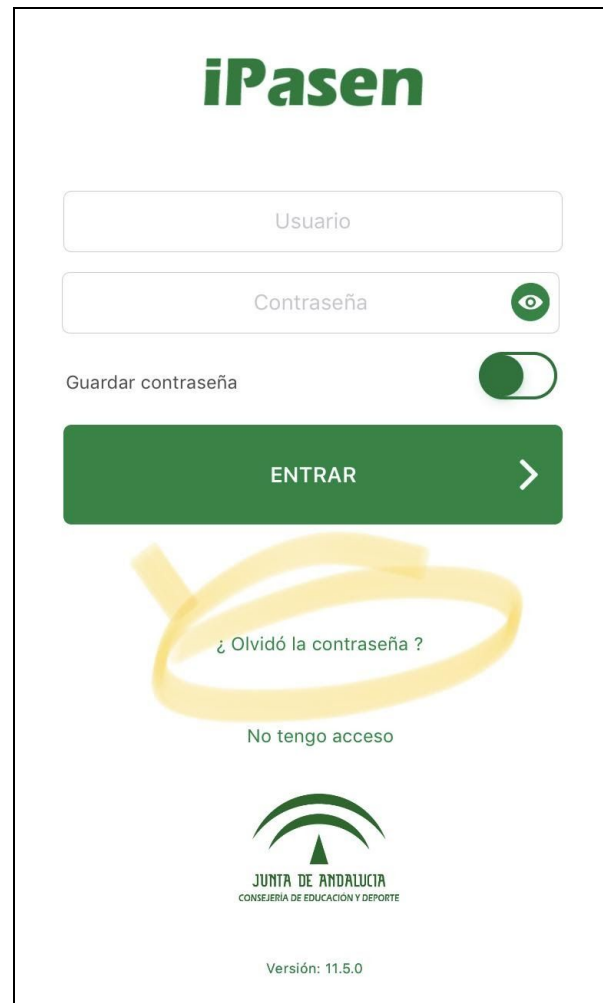 iPasen
Usuario
Contraseña
Guardar contraseña
ENTRAR
¿ Olvidó la contraseña ?
No tengo acceso
JUNTA DE ANDALUCIA
CONSEJERÍA DE EDUCACIÓN Y DEPORTE
Versión: 11.5.0